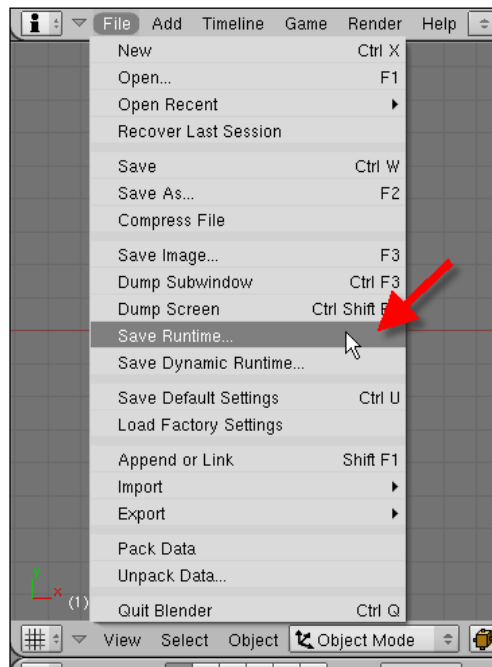 File Add Timeline Game Render Help
New Ctrl X
Open... F1
Open Recent
Recover Last Session
Save Ctrl W
Save As... F2
Compress File
Save Image... F3
Dump Subwindow Ctrl F3
Dump Screen Ctrl Shift
Save Runtime...
Save Dynamic Runtime...
Save Default Settings Ctrl U
Load Factory Settings
Append or Link Shift F1
Import
Export
Pack Data
Unpack Data...
y
x
(1)
Quit Blender Ctrl Q
View Select Object Object Mode